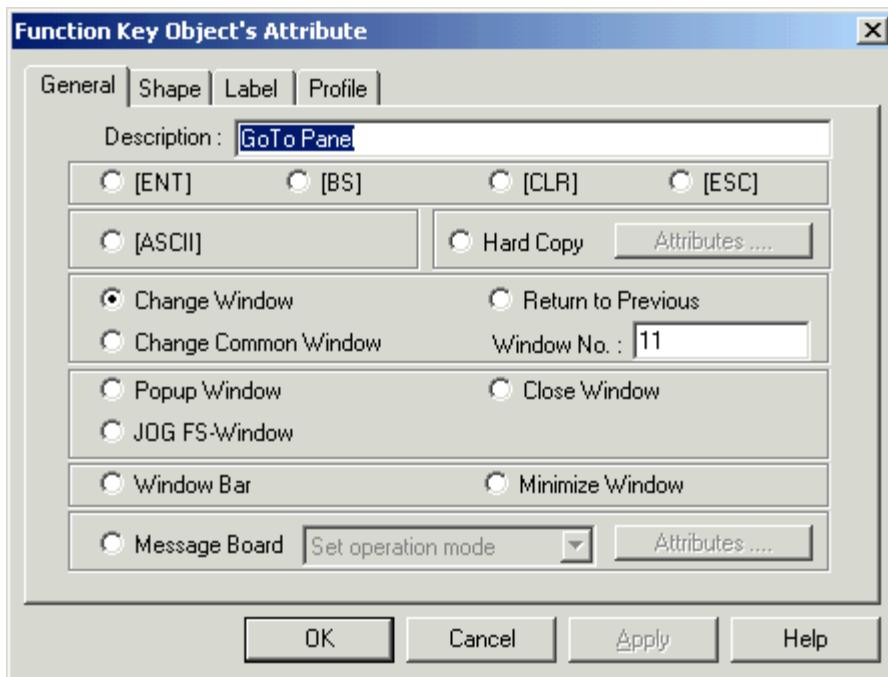 Function Key Object's Attribute
General Shape Label Profile
Description : GoTo Panel
[ENT] [BS] [CLR] [ESC]
[ASCII] Hard Copy Attributes ....
Change Window Return to Previous
Change Common Window Window No. : 11
Popup Window Close Window
JOG FS-Window
Window Bar Minimize Window
Message Board Set operation mode Attributes ....
OK Cancel Apply Help